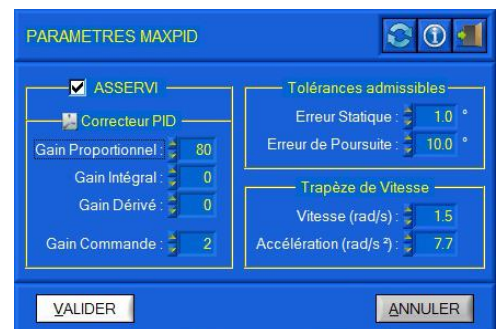 PARAMETRES MAXPID
ASSERVI
Correcteur PID
Gain Proportionnel : 80
Gain Intégral : 0
Gain Dérivé : 0
Gain Commande : 2
Tolérances admissibles
Erreur Statique : 1.0 °
Erreur de Poursuite : 10.0 °
Trapèze de Vitesse
Vitesse (rad/s) : 1.5
Accélération (rad/s ²) : 7.7
VALIDER
ANNULER